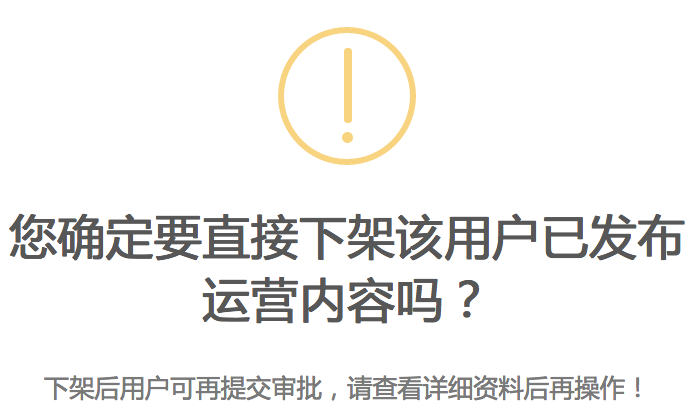 您确定要直接下架该用户已发布
运营内容吗？
下架后用户可再提交审批，请查看详细资料后再操作！